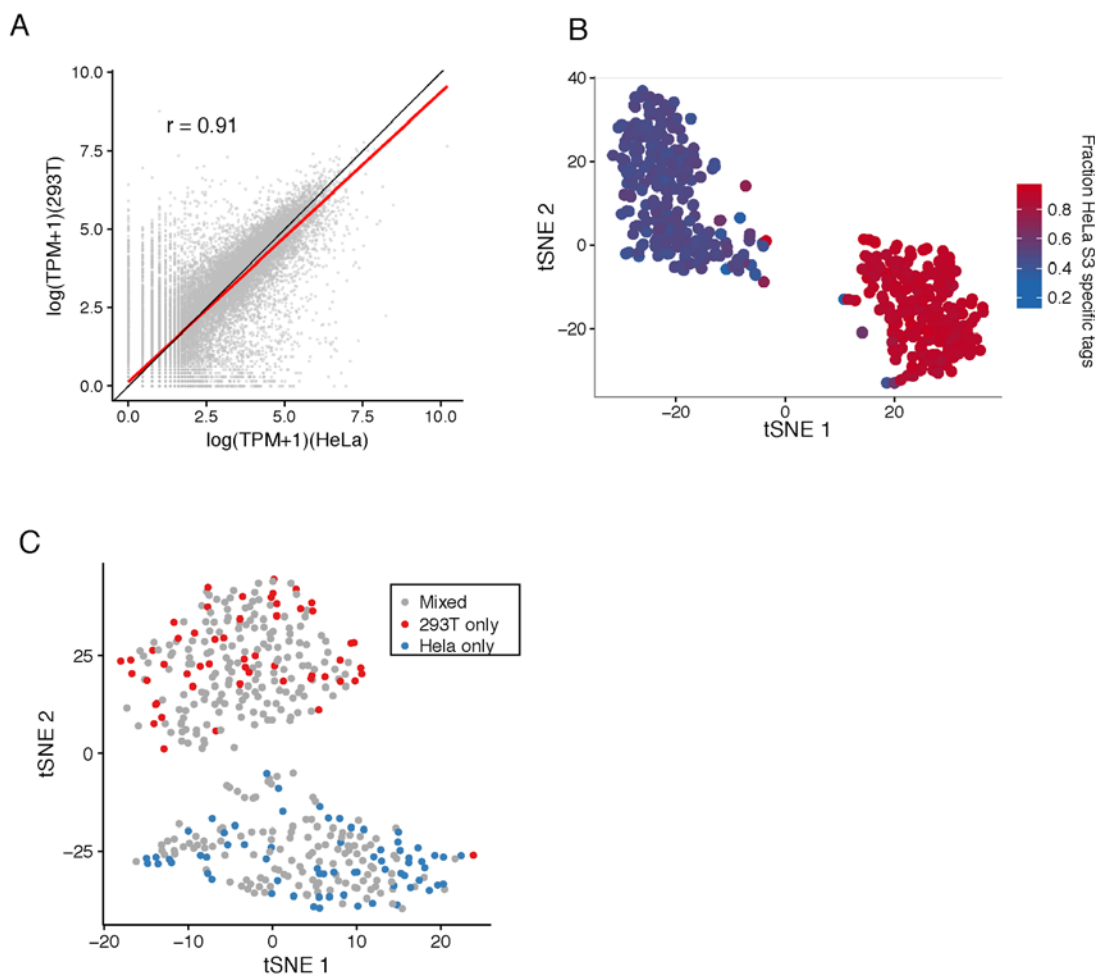 A
10.0
r = 0.91
7.5
5.0
2.5
0.0
log(TPM+1)(293T)
0.0 2.5 5.0 7.5 10.0
log(TPM+1)(HeLa)
B
40
20
0
−20
tSNE 2
−20 0 20
tSNE 1
Fraction HeLa S3 specific tags
0.8
0.6
0.4
0.2
C
Mixed
293T only
Hela only
25
0
−25
tSNE 2
−20 −10 0 10 20
tSNE 1